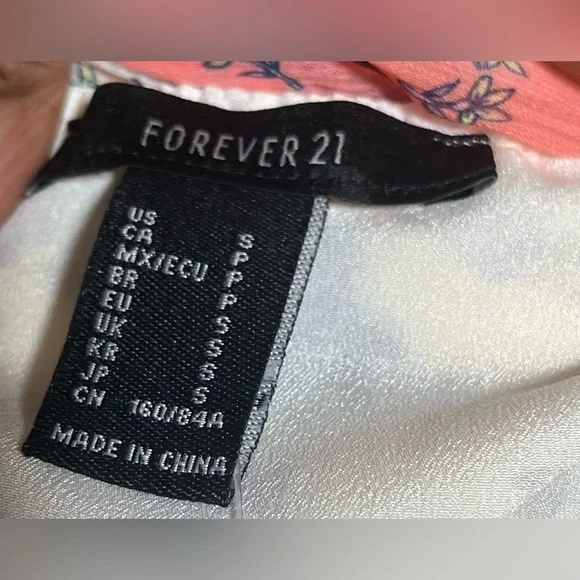 FOREVER 21
US S
CA P
MX/ECU P
BR P
EU S
UK S
KR S
JP S
CN 160/84A
MADE IN CHINA